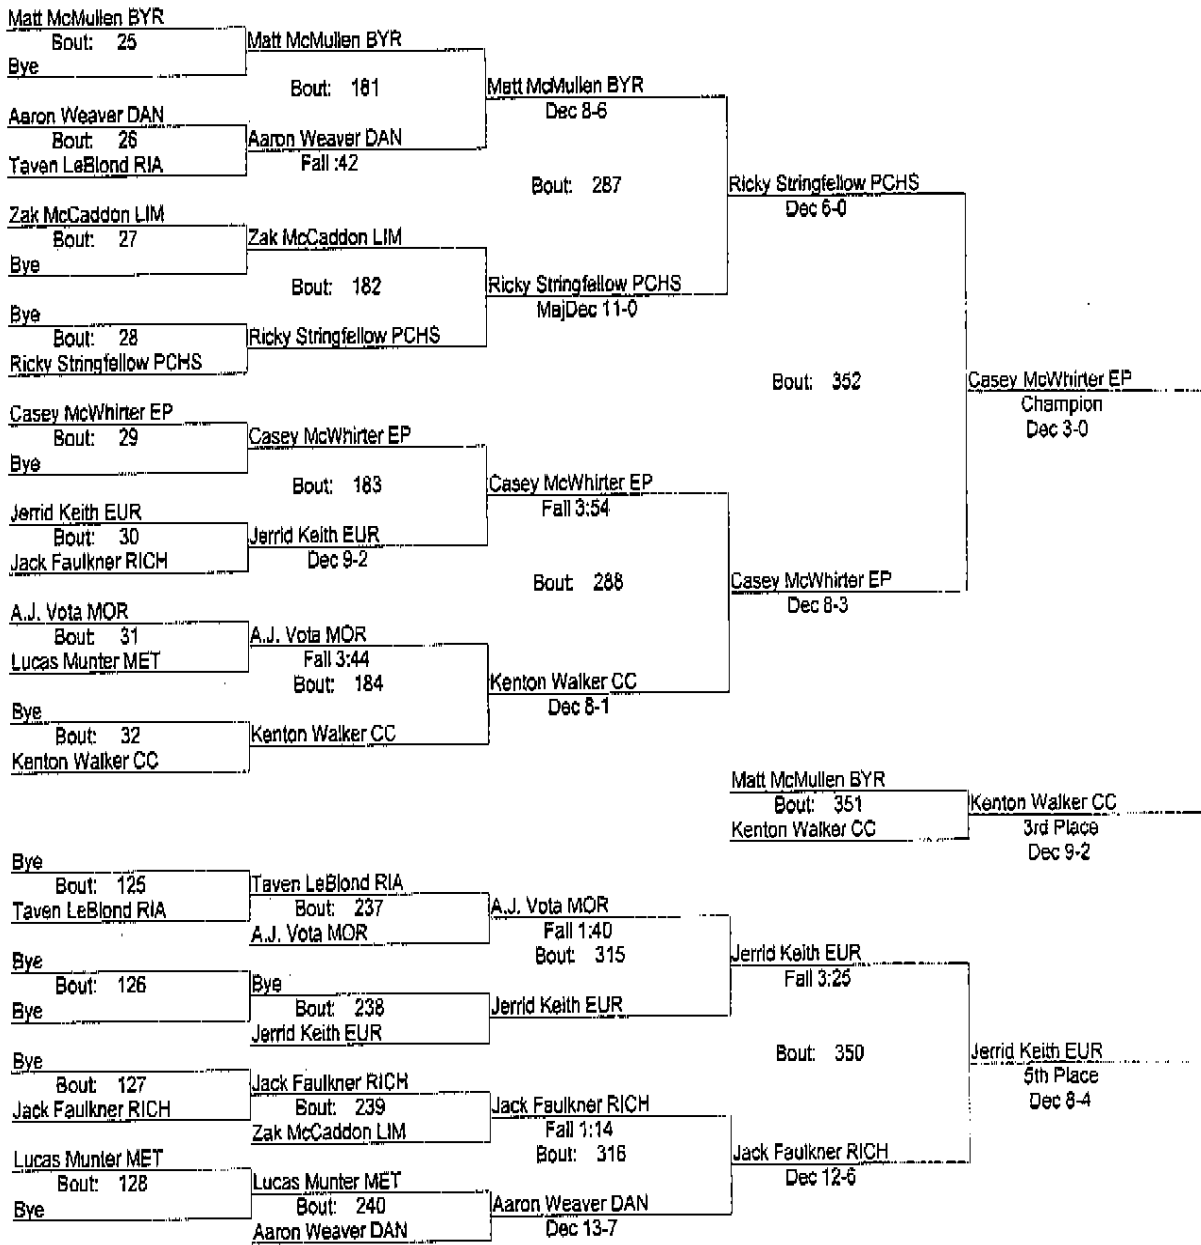 Matt McMullen BYR
Bout: 25
Bye
Matt McMullen BYR
Bout: 181
Aaron Weaver DAN
Bout: 26
Taven LeBlond RIA
Aaron Weaver DAN
Fall :42
Matt McMullen BYR
Dec 8-6
Bout: 287
Zak McCaddon LIM
Bout: 27
Bye
Zak McCaddon LIM
Bout: 182
Bye
Bout: 28
Ricky Stringfellow PCHS
Ricky Stringfellow PCHS
Ricky Stringfellow PCHS
MajDec 11-0
Ricky Stringfellow PCHS
Dec 6-0
Bout: 352
Casey McWhirter EP
Champion
Dec 3-0
Casey McWhirter EP
Bout: 29
Bye
Casey McWhirter EP
Bout: 183
Jerrid Keith EUR
Bout: 30
Jack Faulkner RICH
Jerrid Keith EUR
Dec 9-2
Casey McWhirter EP
Fall 3:54
Bout: 288
Casey McWhirter EP
Dec 8-3
A.J. Vota MOR
Bout: 31
Lucas Munter MET
A.J. Vota MOR
Fall 3:44
Bout: 184
Bye
Bout: 32
Kenton Walker CC
Kenton Walker CC
Kenton Walker CC
Dec 8-1
Matt McMullen BYR
Bout: 351
Kenton Walker CC
Kenton Walker CC
3rd Place
Dec 9-2
Bye
Bout: 125
Taven LeBlond RIA
Taven LeBlond RIA
Bout: 237
A.J. Vota MOR
A.J. Vota MOR
Fall 1:40
Bout: 315
Bye
Bout: 126
Bye
Bye
Bout: 238
Jerrid Keith EUR
Jerrid Keith EUR
Jerrid Keith EUR
Fall 3:25
Bout: 350
Jerrid Keith EUR
5th Place
Dec 8-4
Bye
Bout: 127
Jack Faulkner RICH
Jack Faulkner RICH
Bout: 239
Zak McCaddon LIM
Jack Faulkner RICH
Fall 1:14
Bout: 316
Jack Faulkner RICH
Dec 12-6
Lucas Munter MET
Bout: 128
Bye
Lucas Munter MET
Bout: 240
Aaron Weaver DAN
Aaron Weaver DAN
Dec 13-7